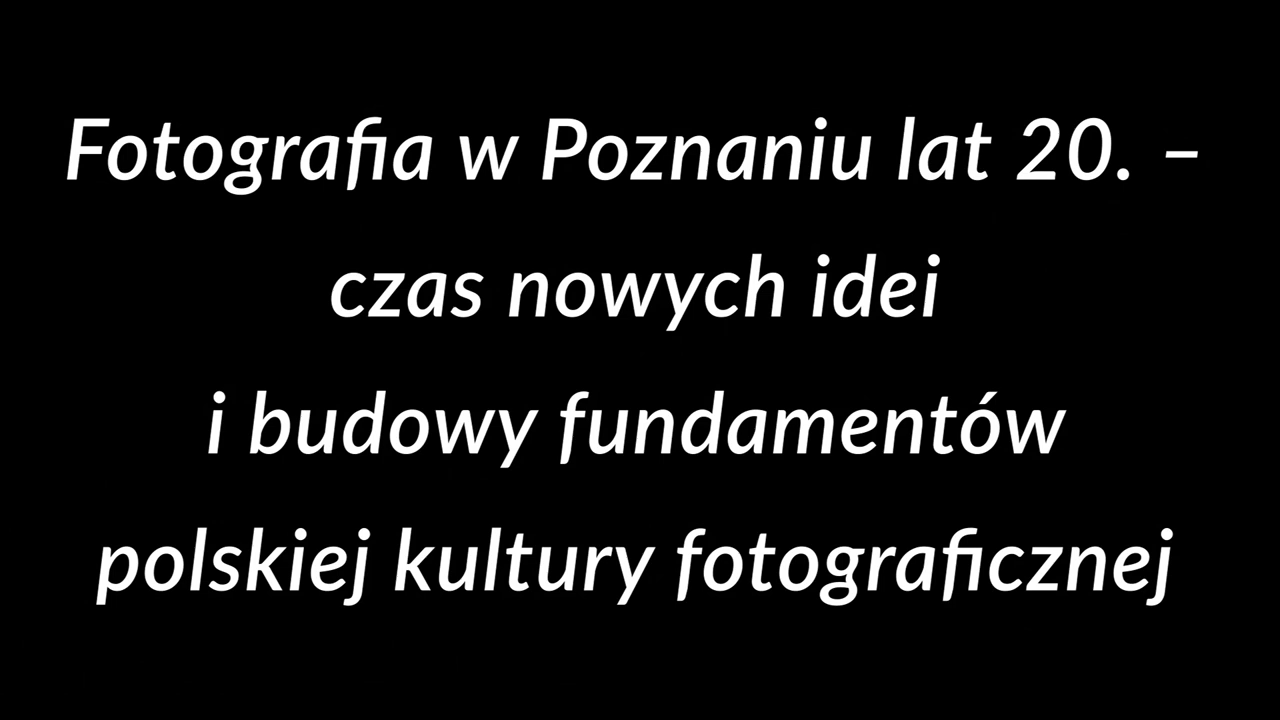 Fotografia w Poznaniu lat 20. –
czas nowych idei
i budowy fundamentów
polskiej kultury fotograficznej